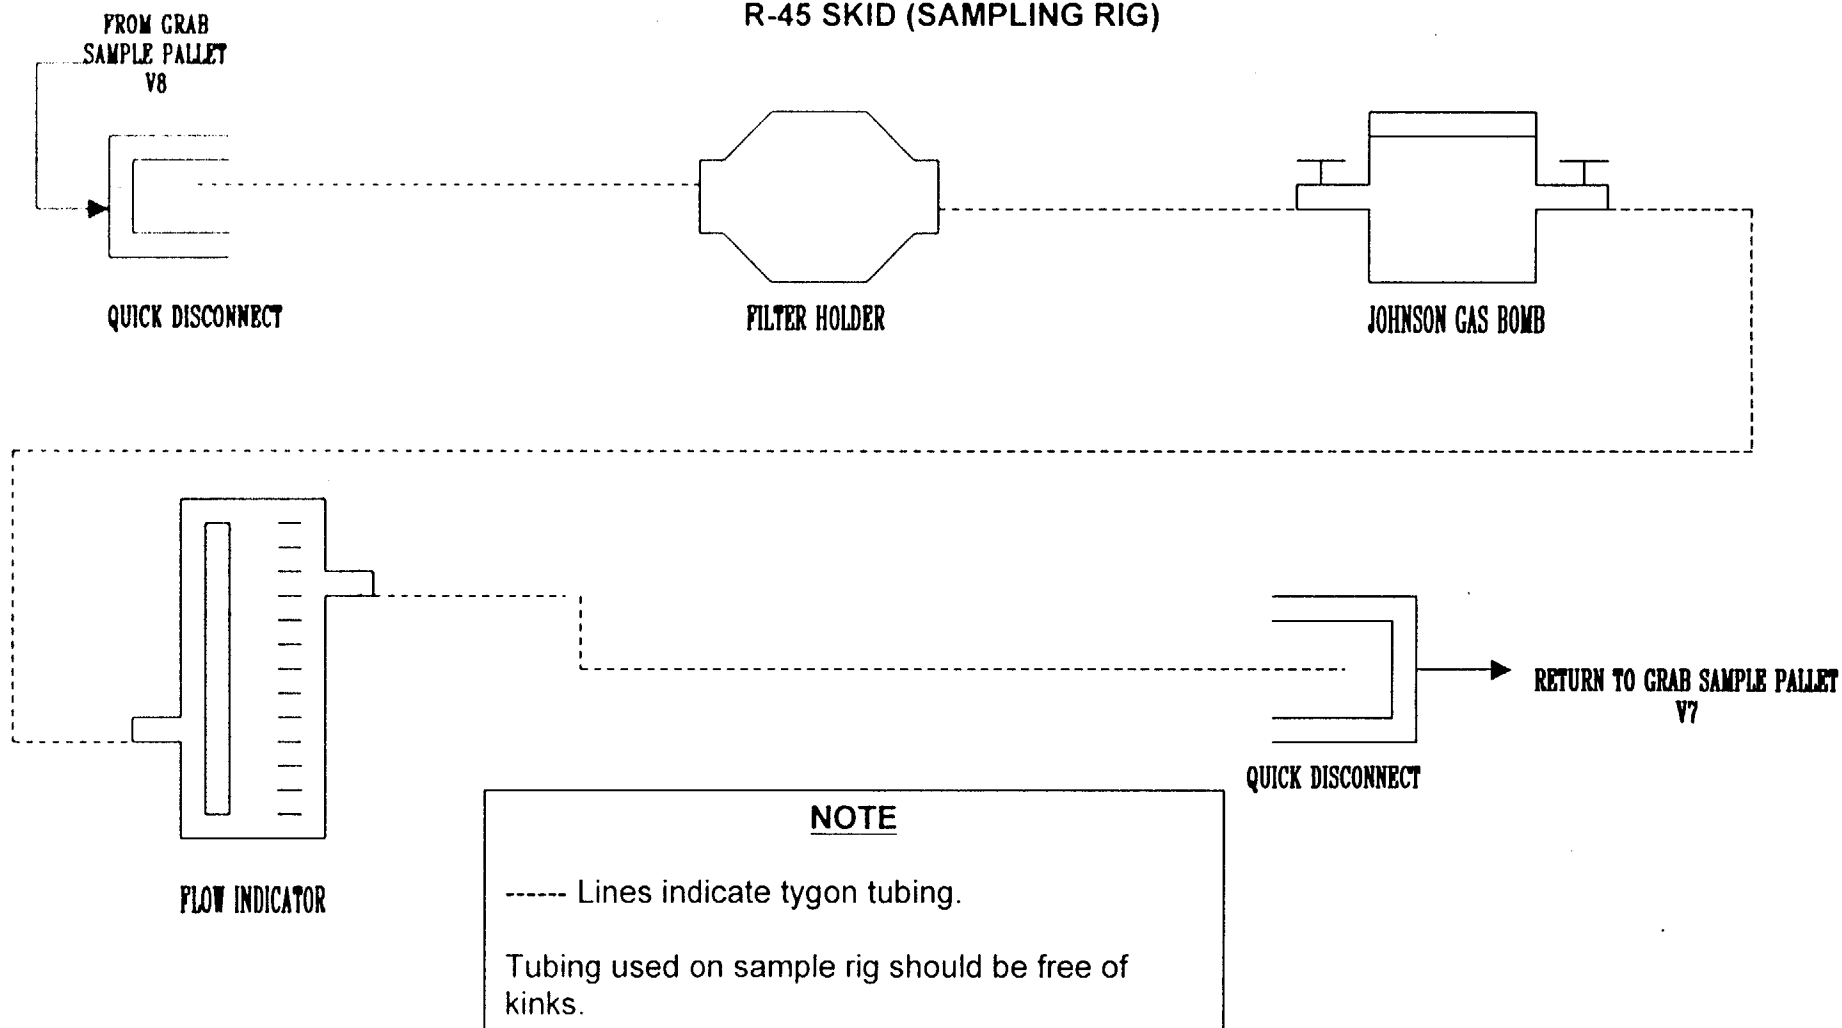 R-45 SKID (SAMPLING RIG)
FROM GRAB
SAMPLE PALLET
V8
QUICK DISCONNECT
FILTER HOLDER
JOHNSON GAS BOMB
RETURN TO GRAB SAMPLE PALLET
V7
QUICK DISCONNECT
FLOW INDICATOR
NOTE
------ Lines indicate tygon tubing.
Tubing used on sample rig should be free of
kinks.